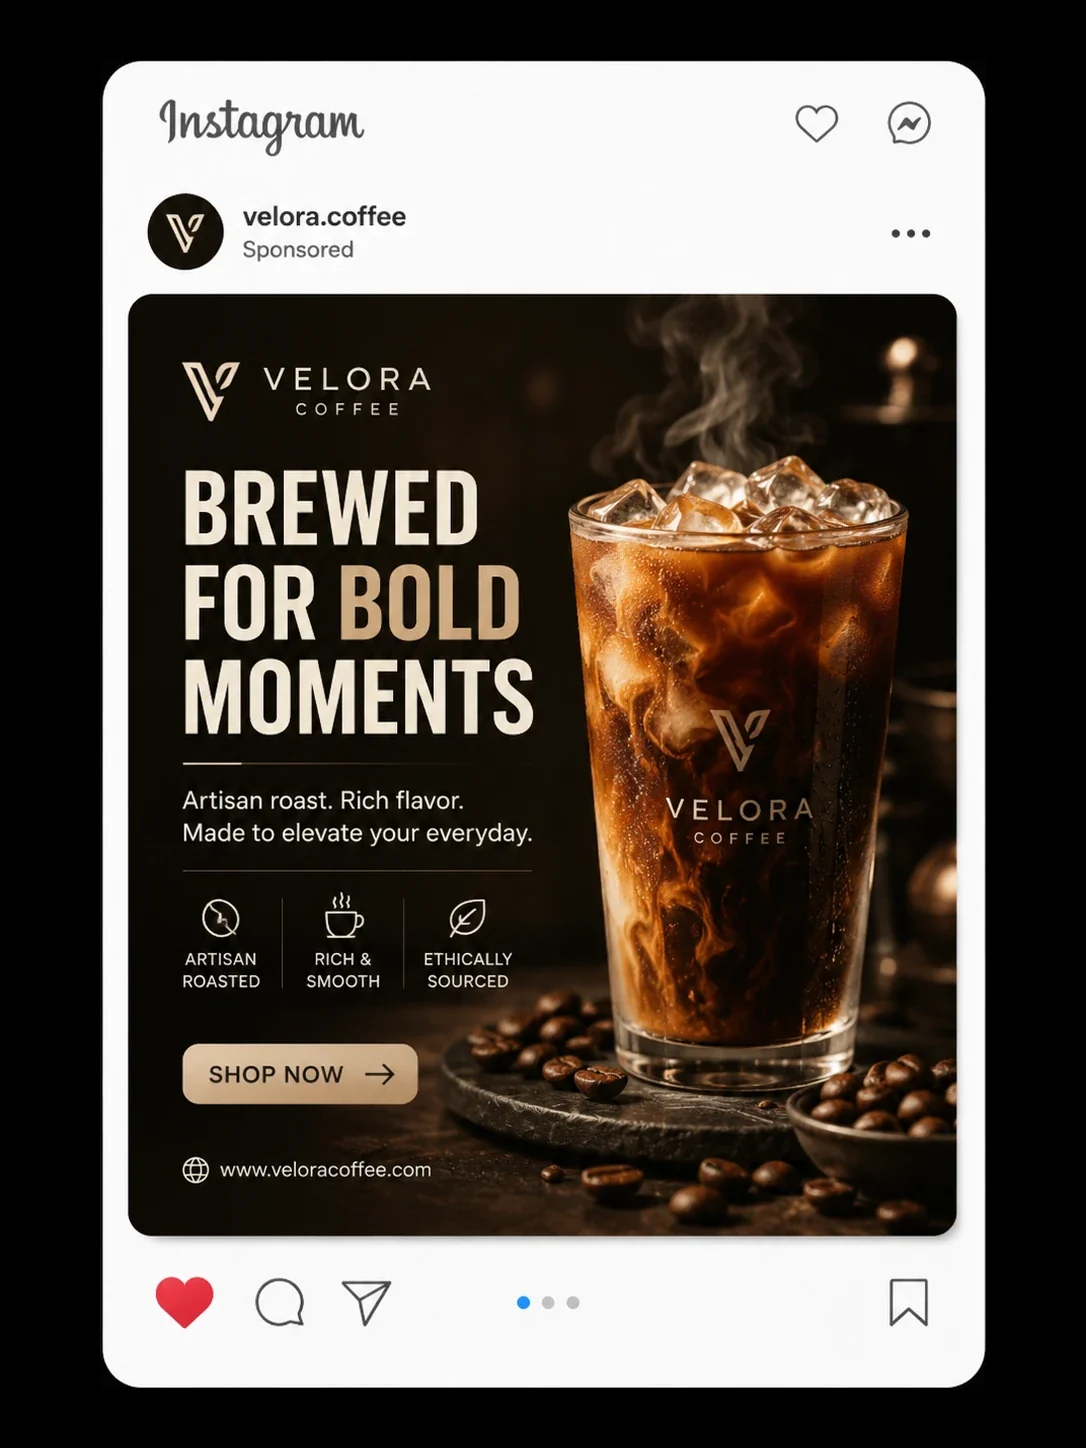 Instagram
velora.coffee
Sponsored
VELORA
COFFEE
BREWED
FOR BOLD
MOMENTS
Artisan roast. Rich flavor.
Made to elevate your everyday.
ARTISAN
ROASTED
RICH &
SMOOTH
ETHICALLY
SOURCED
SHOP NOW
www.veloracoffee.com
VELORA
COFFEE